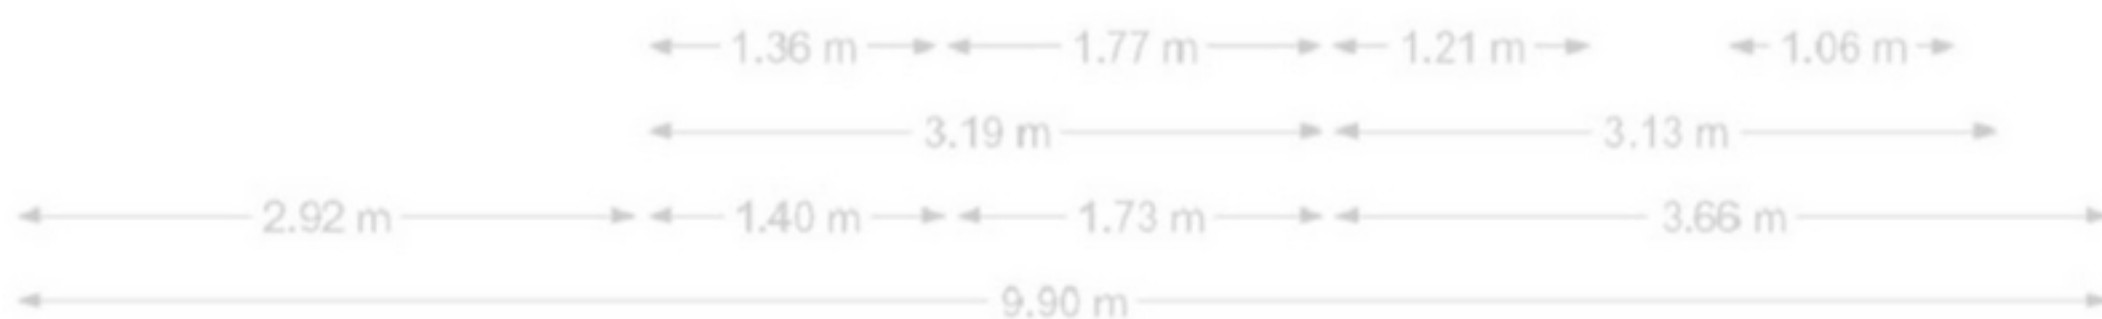 1.36 m 1.77 m 1.21 m 1.06 m
3.19 m 3.13 m
2.92 m 1.40 m 1.73 m 3.66 m
9.90 m